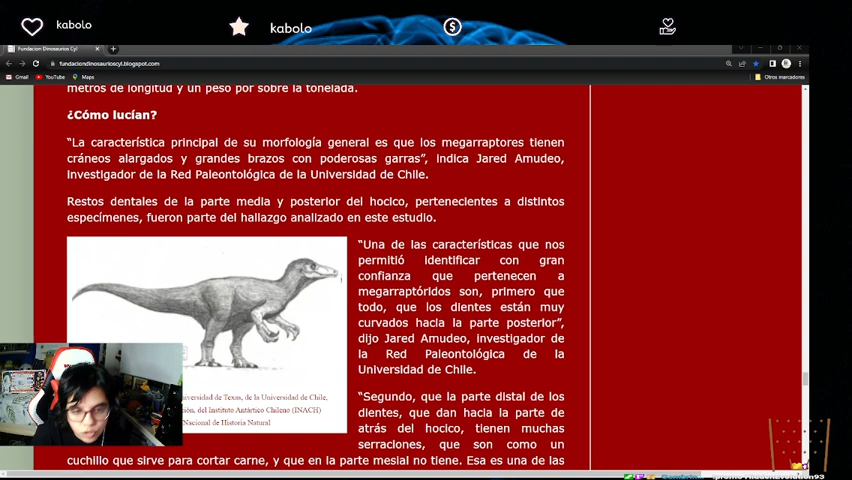 kabolo
kabolo
Fundacion Dinosaurios Cyl
fundaciondinosaurioscyl.blogspot.com
Gmail YouTube Maps Otros marcadores
metros de longitud y un peso por sobre la tonelada.
¿Cómo lucían?
“La característica principal de su morfología general es que los megarraptores tienen
cráneos alargados y grandes brazos con poderosas garras”, indica Jared Amudeo,
investigador de la Red Paleontológica de la Universidad de Chile.
Restos dentales de la parte media y posterior del hocico, pertenecientes a distintos
especímenes, fueron parte del hallazgo analizado en este estudio.
“Una de las características que nos
permitió identificar con gran
confianza que pertenecen a
megarraptóridos son, primero que
todo, que los dientes están muy
curvados hacia la parte posterior”,
dijo Jared Amudeo, investigador de
la Red Paleontológica de la
Universidad de Chile.
Universidad de Texas, de la Universidad de Chile,
del Instituto Antártico Chileno (INACH)
Nacional de Historia Natural
“Segundo, que la parte distal de los
dientes, que dan hacia la parte de
atrás del hocico, tienen muchas
serraciones, que son como un
cuchillo que sirve para cortar carne, y que en la parte mesial no tiene. Esa es una de las